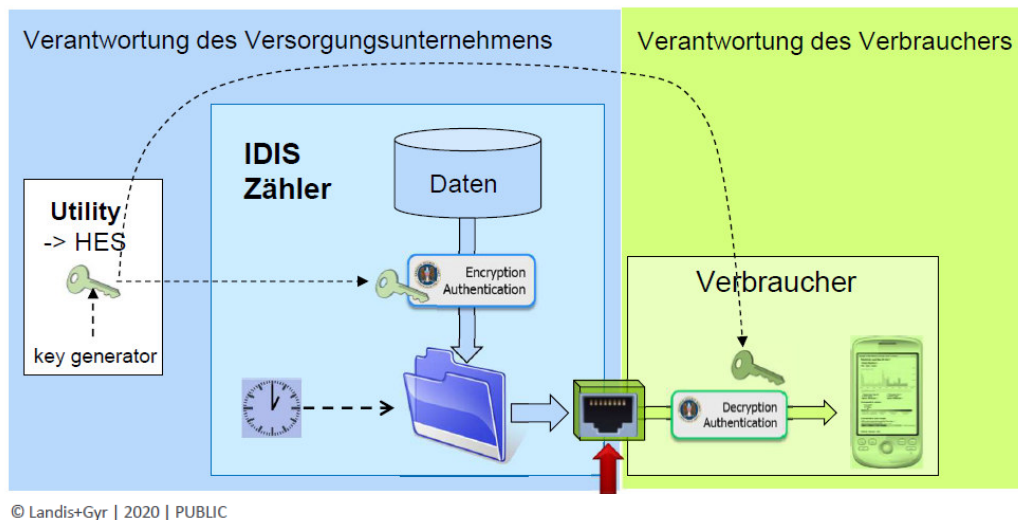 Verantwortung des Versorgungsunternehmens
Verantwortung des Verbrauchers
IDIS
Zähler
Daten
Utility
-> HES
key generator
Encryption
Authentication
Verbraucher
Decryption
Authentication
© Landis+Gyr | 2020 | PUBLIC